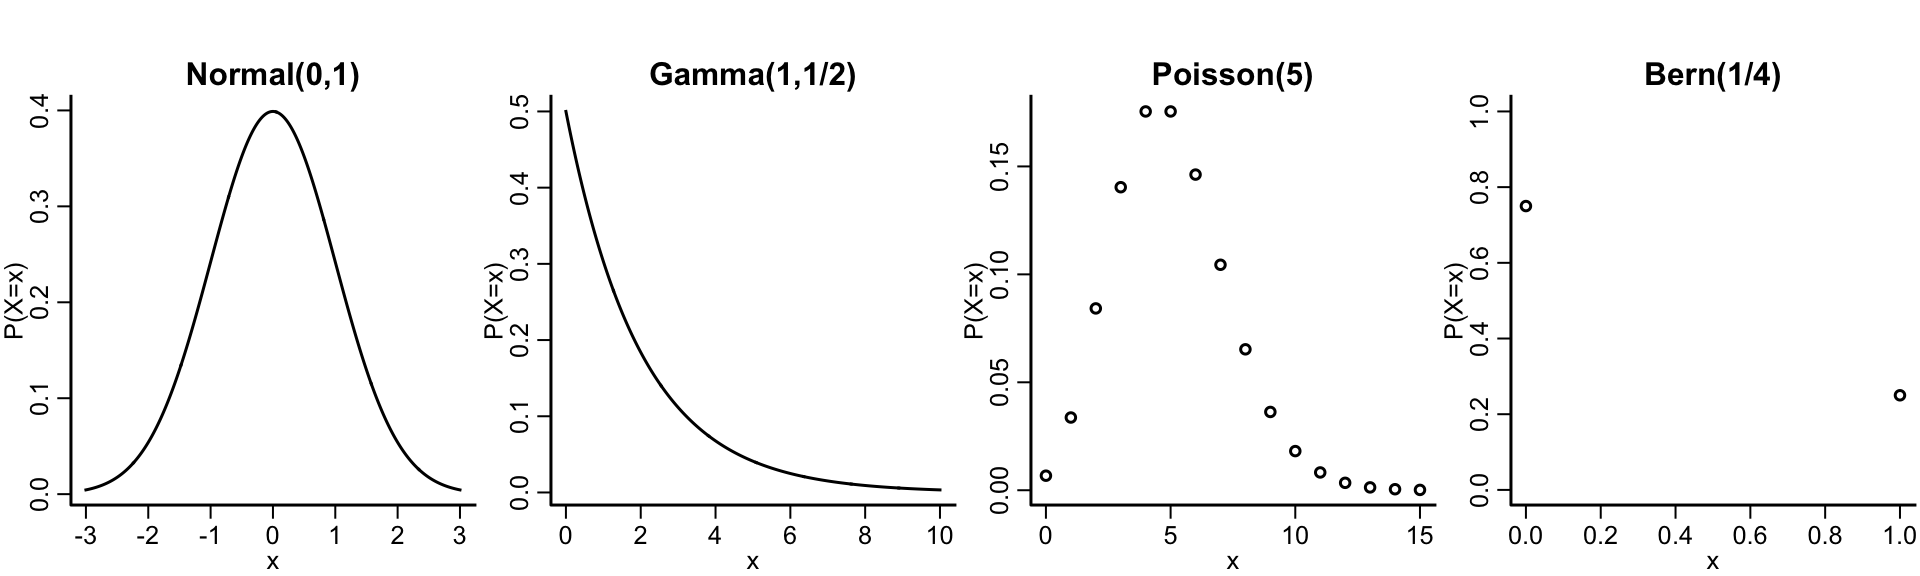 Normal(0,1)
P(X=x)
0.0 0.1 0.2 0.3 0.4
-3 -2 -1 0 1 2 3
x
Gamma(1,1/2)
P(X=x)
0.0 0.1 0.2 0.3 0.4 0.5
0 2 4 6 8 10
x
Poisson(5)
P(X=x)
0.00 0.05 0.10 0.15
0 5 10 15
x
Bern(1/4)
P(X=x)
0.0 0.2 0.4 0.6 0.8 1.0
0.0 0.2 0.4 0.6 0.8 1.0
x